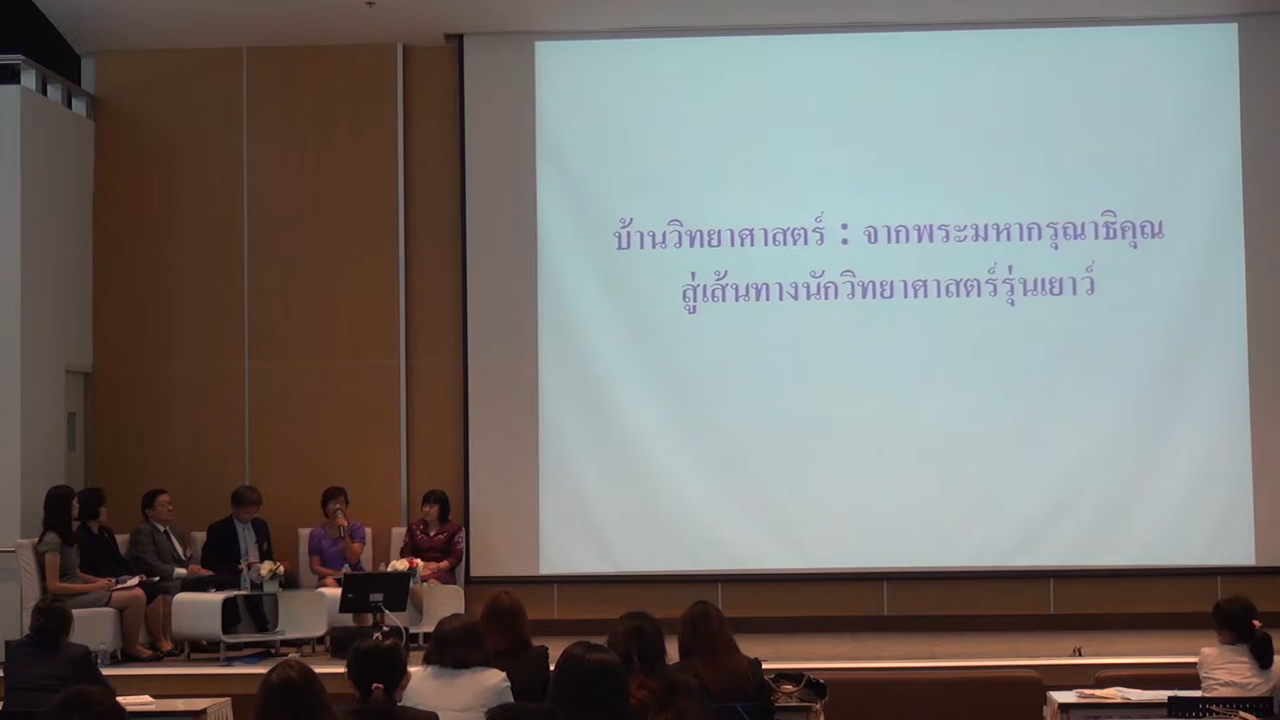 บ้านวิทยาศาสตร์ : จากพระมหากรุณาธิคุณ
สู่เส้นทางนักวิทยาศาสตร์รุ่นเยาว์